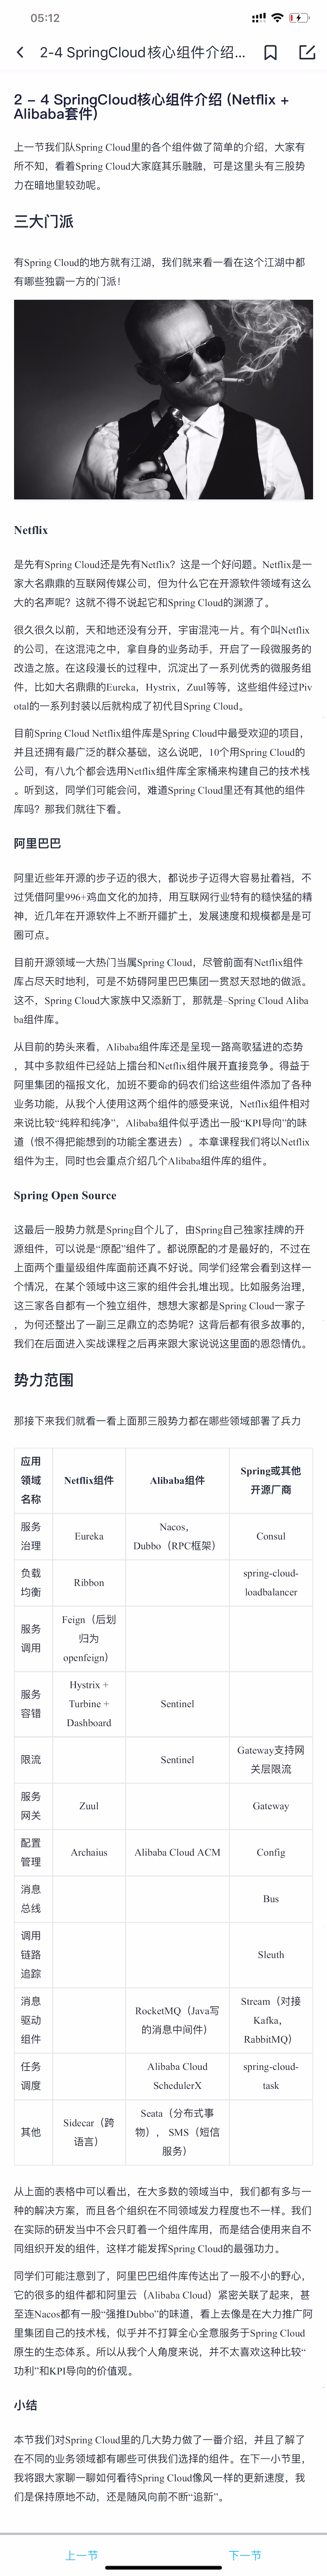 05:12
2-4 SpringCloud核心组件介绍...
2 – 4 SpringCloud核心组件介绍 (Netflix +
Alibaba套件)
上一节我们队Spring Cloud里的各个组件做了简单的介绍，大家有
所不知，看着Spring Cloud大家庭其乐融融，可是这里头有三股势
力在暗地里较劲呢。
三大门派
有Spring Cloud的地方就有江湖，我们就来看一看在这个江湖中都
有哪些独霸一方的门派！
Netflix
是先有Spring Cloud还是先有Netflix？这是一个好问题。Netflix是一
家大名鼎鼎的互联网传媒公司，但为什么它在开源软件领域有这么
大的名声呢？这就不得不说起它和Spring Cloud的渊源了。
很久很久以前，天和地还没有分开，宇宙混沌一片。有个叫Netflix
的公司，在这混沌之中，拿自身的业务动手，开启了一段微服务的
改造之旅。在这段漫长的过程中，沉淀出了一系列优秀的微服务组
件，比如大名鼎鼎的Eureka，Hystrix，Zuul等等，这些组件经过Piv
otal的一系列封装以后就构成了初代目Spring Cloud。
目前Spring Cloud Netflix组件库是Spring Cloud中最受欢迎的项目，
并且还拥有最广泛的群众基础，这么说吧，10个用Spring Cloud的
公司，有八九个都会选用Netflix组件库全家桶来构建自己的技术栈
。听到这，同学们可能会问，难道Spring Cloud里还有其他的组件
库吗？那我们就往下看。
阿里巴巴
阿里近些年开源的步子迈的很大，都说步子迈得大容易扯着裆，不
过凭借阿里996+鸡血文化的加持，用互联网行业特有的糙快猛的精
神，近几年在开源软件上不断开疆扩土，发展速度和规模都是是可
圈可点。
目前开源领域一大热门当属Spring Cloud，尽管前面有Netflix组件
库占尽天时地利，可是不妨碍阿里巴巴集团一贯怼天怼地的做派。
这不，Spring Cloud大家族中又添新丁，那就是–Spring Cloud Aliba
ba组件库。
从目前的势头来看，Alibaba组件库还是呈现一路高歌猛进的态势
，其中多款组件已经站上擂台和Netflix组件展开直接竞争。得益于
阿里集团的福报文化，加班不要命的码农们给这些组件添加了各种
业务功能，从我个人使用这两个组件的感受来说，Netflix组件相对
来说比较“纯粹和纯净”，Alibaba组件似乎透出一股“KPI导向”的味
道（恨不得把能想到的功能全塞进去）。本章课程我们将以Netflix
组件为主，同时也会重点介绍几个Alibaba组件库的组件。
Spring Open Source
这最后一股势力就是Spring自个儿了，由Spring自己独家挂牌的开
源组件，可以说是“原配”组件了。都说原配的才是最好的，不过在
上面两个重量级组件库面前还真不好说。同学们经常会看到这样一
个情况，在某个领域中这三家的组件会扎堆出现。比如服务治理，
这三家各自都有一个独立组件，想想大家都是Spring Cloud一家子
，为何还整出了一副三足鼎立的态势呢？这背后都有很多故事的，
我们在后面进入实战课程之后再来跟大家说说这里面的恩怨情仇。
势力范围
那接下来我们就看一看上面那三股势力都在哪些领域部署了兵力
应用
领域
名称
Netflix组件
Alibaba组件
Spring或其他
开源厂商
服务
治理
Eureka
Nacos，
Dubbo（RPC框架）
Consul
负载
均衡
Ribbon
spring-cloud-
loadbalancer
服务
调用
Feign（后划
归为
openfeign）
服务
容错
Hystrix +
Turbine +
Dashboard
Sentinel
限流
Sentinel
Gateway支持网
关层限流
服务
网关
Zuul
Gateway
配置
管理
Archaius
Alibaba Cloud ACM
Config
消息
总线
Bus
调用
链路
追踪
Sleuth
消息
驱动
组件
RocketMQ（Java写
的消息中间件）
Stream（对接
Kafka，
RabbitMQ）
任务
调度
Alibaba Cloud
SchedulerX
spring-cloud-
task
其他
Sidecar（跨
语言）
Seata（分布式事
物），SMS（短信
服务）
从上面的表格中可以看出，在大多数的领域当中，我们都有多与一
种的解决方案，而且各个组织在不同领域发力程度也不一样。我们
在实际的研发当中不会只盯着一个组件库用，而是结合使用来自不
同组织开发的组件，这样才能发挥Spring Cloud的最强功力。
同学们可能注意到了，阿里巴巴组件库传达出了一股不小的野心，
它的很多的组件都和阿里云（Alibaba Cloud）紧密关联了起来，甚
至连Nacos都有一股“强推Dubbo”的味道，看上去像是在大力推广阿
里集团自己的技术栈，似乎并不打算全心全意服务于Spring Cloud
原生的生态体系。所以从我个人角度来说，并不太喜欢这种比较“
功利”和KPI导向的价值观。
小结
本节我们对Spring Cloud里的几大势力做了一番介绍，并且了解了
在不同的业务领域都有哪些可供我们选择的组件。在下一小节里，
我将跟大家聊一聊如何看待Spring Cloud像风一样的更新速度，我
们是保持原地不动，还是随风向前不断“追新”。
上一节
下一节